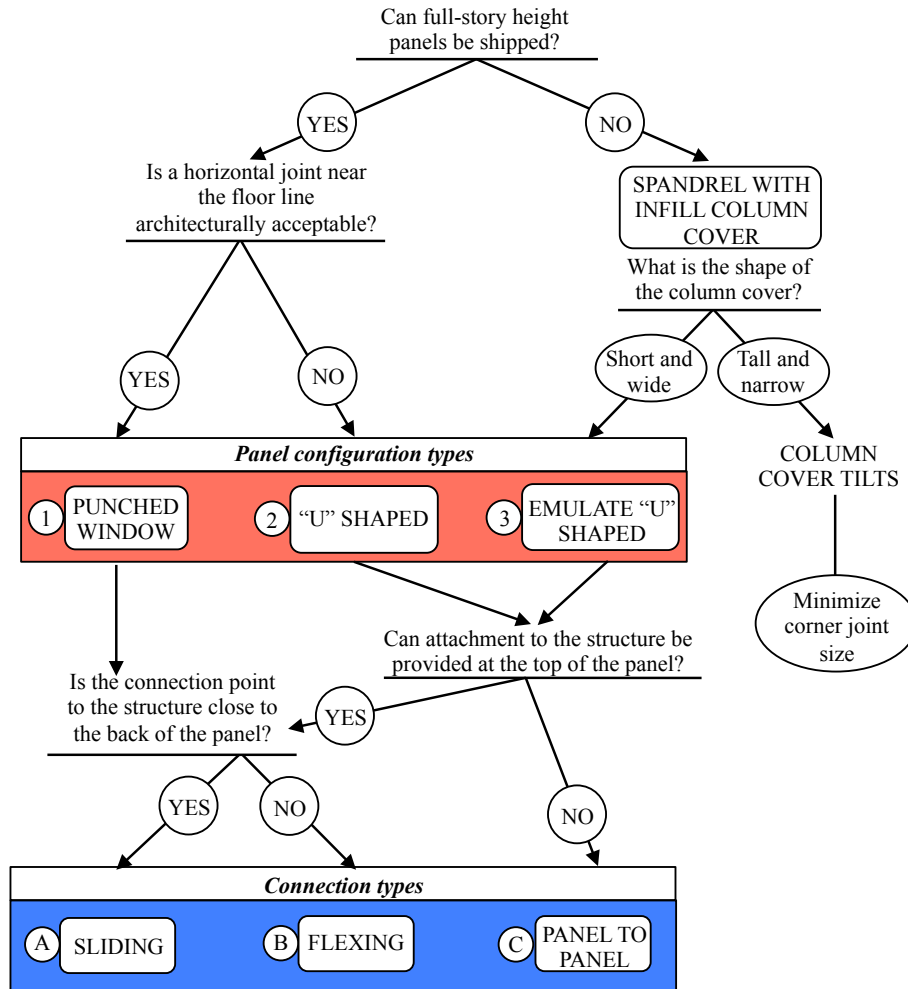 Can full-story height
panels be shipped?
YES
NO
Is a horizontal joint near
the floor line
architecturally acceptable?
SPANDREL WITH
INFILL COLUMN
COVER
What is the shape of
the column cover?
YES
NO
Short and
wide
Tall and
narrow
Panel configuration types
1
PUNCHED
WINDOW
2
“U” SHAPED
3
EMULATE “U”
SHAPED
COLUMN
COVER TILTS
Minimize
corner joint
size
Can attachment to the structure be
provided at the top of the panel?
Is the connection point
to the structure close to
the back of the panel?
YES
YES
NO
NO
Connection types
A
SLIDING
B
FLEXING
C
PANEL TO
PANEL